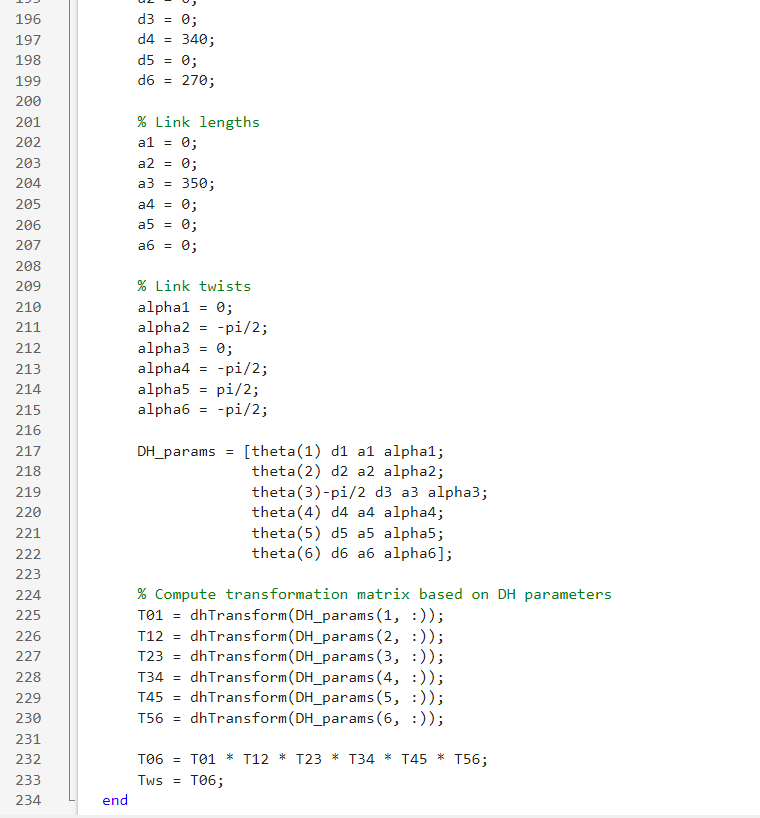 196 d3 = 0;
197 d4 = 340;
198 d5 = 0;
199 d6 = 270;
200
201 % Link lengths
202 a1 = 0;
203 a2 = 0;
204 a3 = 350;
205 a4 = 0;
206 a5 = 0;
207 a6 = 0;
208
209 % Link twists
210 alpha1 = 0;
211 alpha2 = -pi/2;
212 alpha3 = 0;
213 alpha4 = -pi/2;
214 alpha5 = pi/2;
215 alpha6 = -pi/2;
216
217 DH_params = [theta(1) d1 a1 alpha1;
218 theta(2) d2 a2 alpha2;
219 theta(3)-pi/2 d3 a3 alpha3;
220 theta(4) d4 a4 alpha4;
221 theta(5) d5 a5 alpha5;
222 theta(6) d6 a6 alpha6];
223
224 % Compute transformation matrix based on DH parameters
225 T01 = dhTransform(DH_params(1, :));
226 T12 = dhTransform(DH_params(2, :));
227 T23 = dhTransform(DH_params(3, :));
228 T34 = dhTransform(DH_params(4, :));
229 T45 = dhTransform(DH_params(5, :));
230 T56 = dhTransform(DH_params(6, :));
231
232 T06 = T01 * T12 * T23 * T34 * T45 * T56;
233 Tws = T06;
234 end